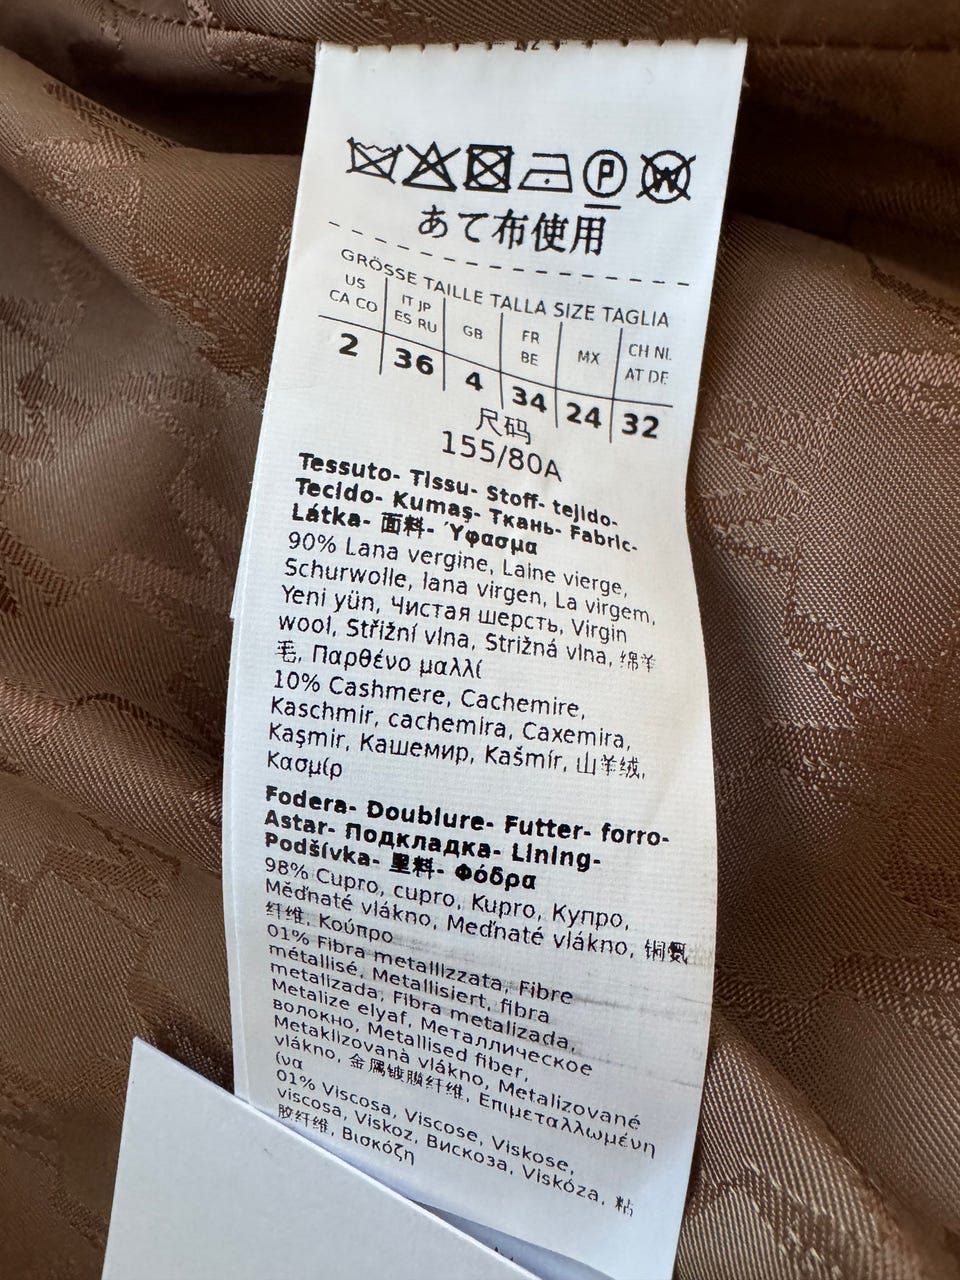 12
P W
あて布使用
GRÖSSE TAILLE TALLA SIZE TAGLIA
US CA CO IT JP ES RU GB FR BE MX CH NL AT DE
2 36 4 34 24 32
尺码
155/80A
Tessuto- Tissu- Stoff- tejido-
Tecido- Kumaş- Ткань- Fabric-
Látka- 面料- Ύφασμα
90% Lana vergine, Laine vierge,
Schurwolle, lana virgen, La virgem,
Yeni yün, Чистая шерсть, Virgin
wool, Střižní vlna, Strižná vlna, 绵羊
毛, Παρθένο μαλλί
10% Cashmere, Cachemire,
Kaschmir, cachemira, Caxemira,
Kaşmir, Кашемир, Kašmír, 山羊绒,
Κασμίρ
Fodera- Doublure- Futter- forro-
Astar- Подкладка- Lining-
Podšívka- 里料- Φόδρα
98% Cupro, cupro, Kupro, Купро,
Měďnaté vlákno, Meďnaté vlákno, 铜氨
纤维, Κούπρο
01% Fibra metallizzata, Fibre
métallisé, Metallisiert, fibra
metalizada, Fibra metalizada,
Metalize elyaf, Металлическое
волокно, Metallised fiber,
Metaklizovanà vlákno, Metalizované
vlákno, 金属镀膜纤维, Επιμεταλλωμένη
ίνα
01% Viscosa, Viscose, Viskose,
viscosa, Viskoz, Вискоза, Viskóza, 粘
胶纤维, Βισκόζη